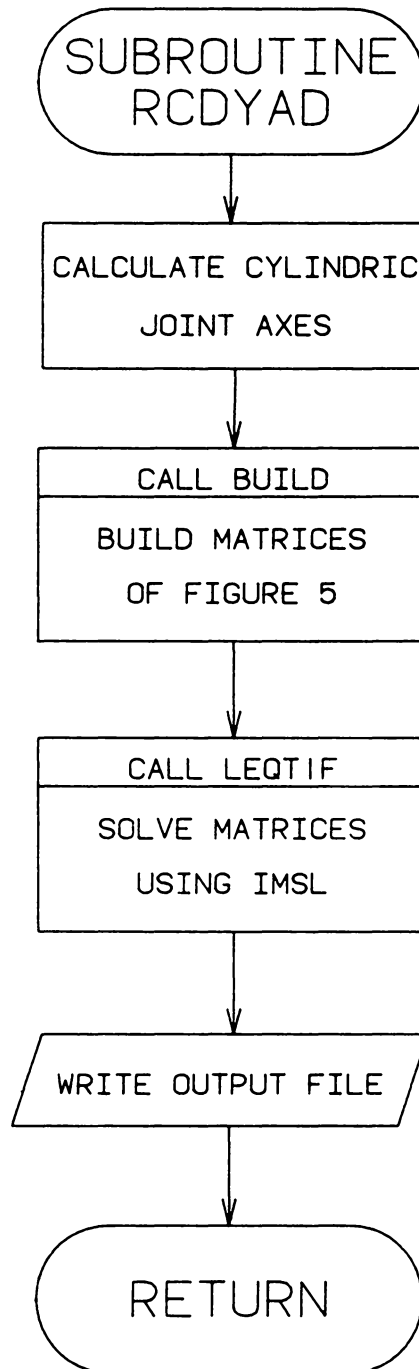 SUBROUTINE
RCDYAD
CALCULATE CYLINDRIC
JOINT AXES
CALL BUILD
BUILD MATRICES
OF FIGURE 5
CALL LEQTIF
SOLVE MATRICES
USING IMSL
WRITE OUTPUT FILE
RETURN